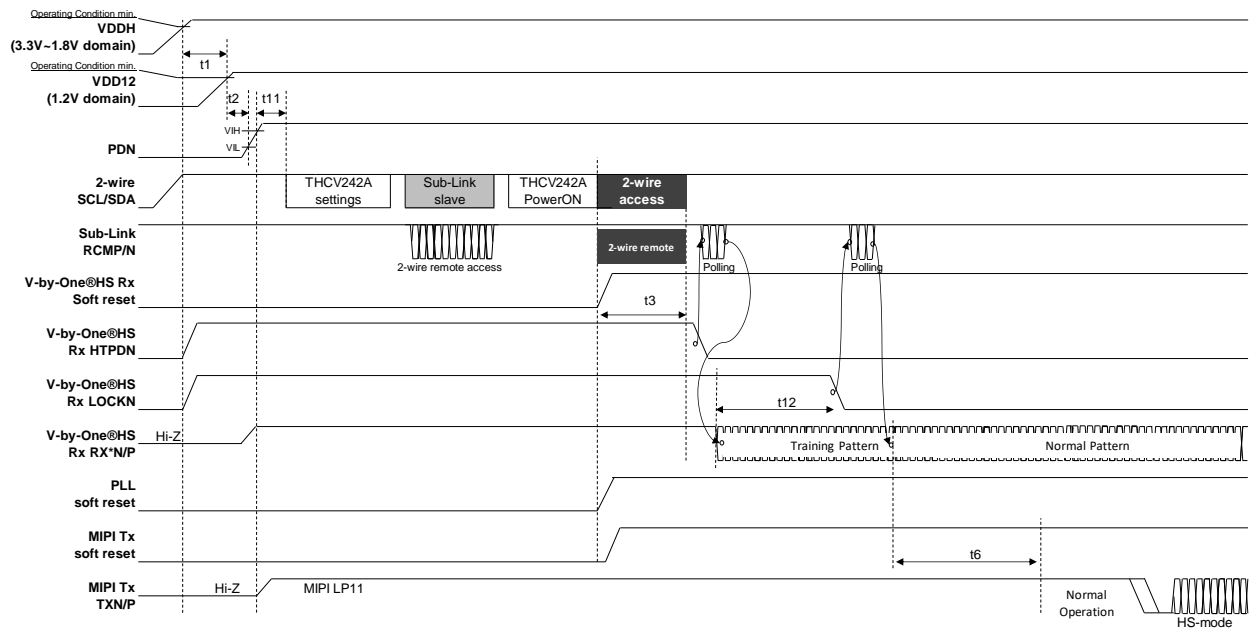 Operating Condition min.
VDDH
(3.3V~1.8V domain)
t1
Operating Condition min.
VDD12
(1.2V domain)
t2
t11
VIH
VIL
PDN
2-wire
SCL/SDA
THCV242A
settings
Sub-Link
slave
THCV242A
PowerON
2-wire
access
Sub-Link
RCMP/N
2-wire remote access
2-wire remote
Polling
Polling
V-by-One®HS Rx
Soft reset
t3
V-by-One®HS
Rx HTPDN
V-by-One®HS
Rx LOCKN
t12
V-by-One®HS
Rx RX*N/P
Hi-Z
Training Pattern
Normal Pattern
PLL
soft reset
MIPI Tx
soft reset
t6
MIPI Tx
TXN/P
Hi-Z
MIPI LP11
Normal
Operation
HS-mode